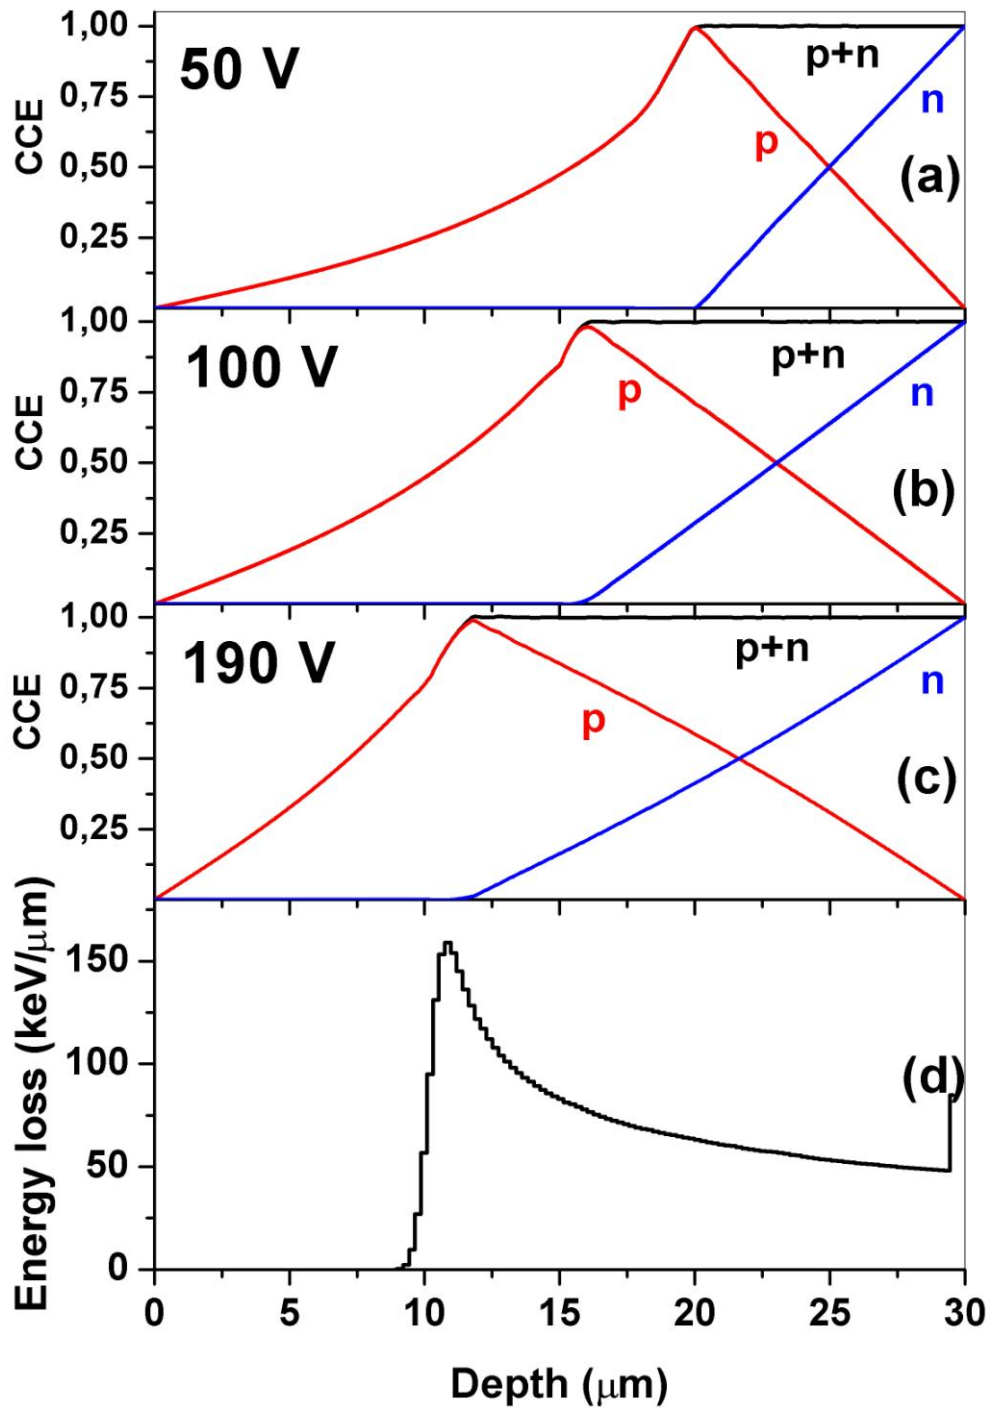 1,00
50 V
p+n
0,75
n
CCE
p
0,50
(a)
0,25
1,00
100 V
p+n
0,75
p
n
CCE
0,50
(b)
0,25
1,00
190 V
p+n
0,75
n
CCE
p
0,50
(c)
0,25
Energy loss (keV/μm)
150
100
(d)
50
0
0 5 10 15 20 25 30
Depth (μm)